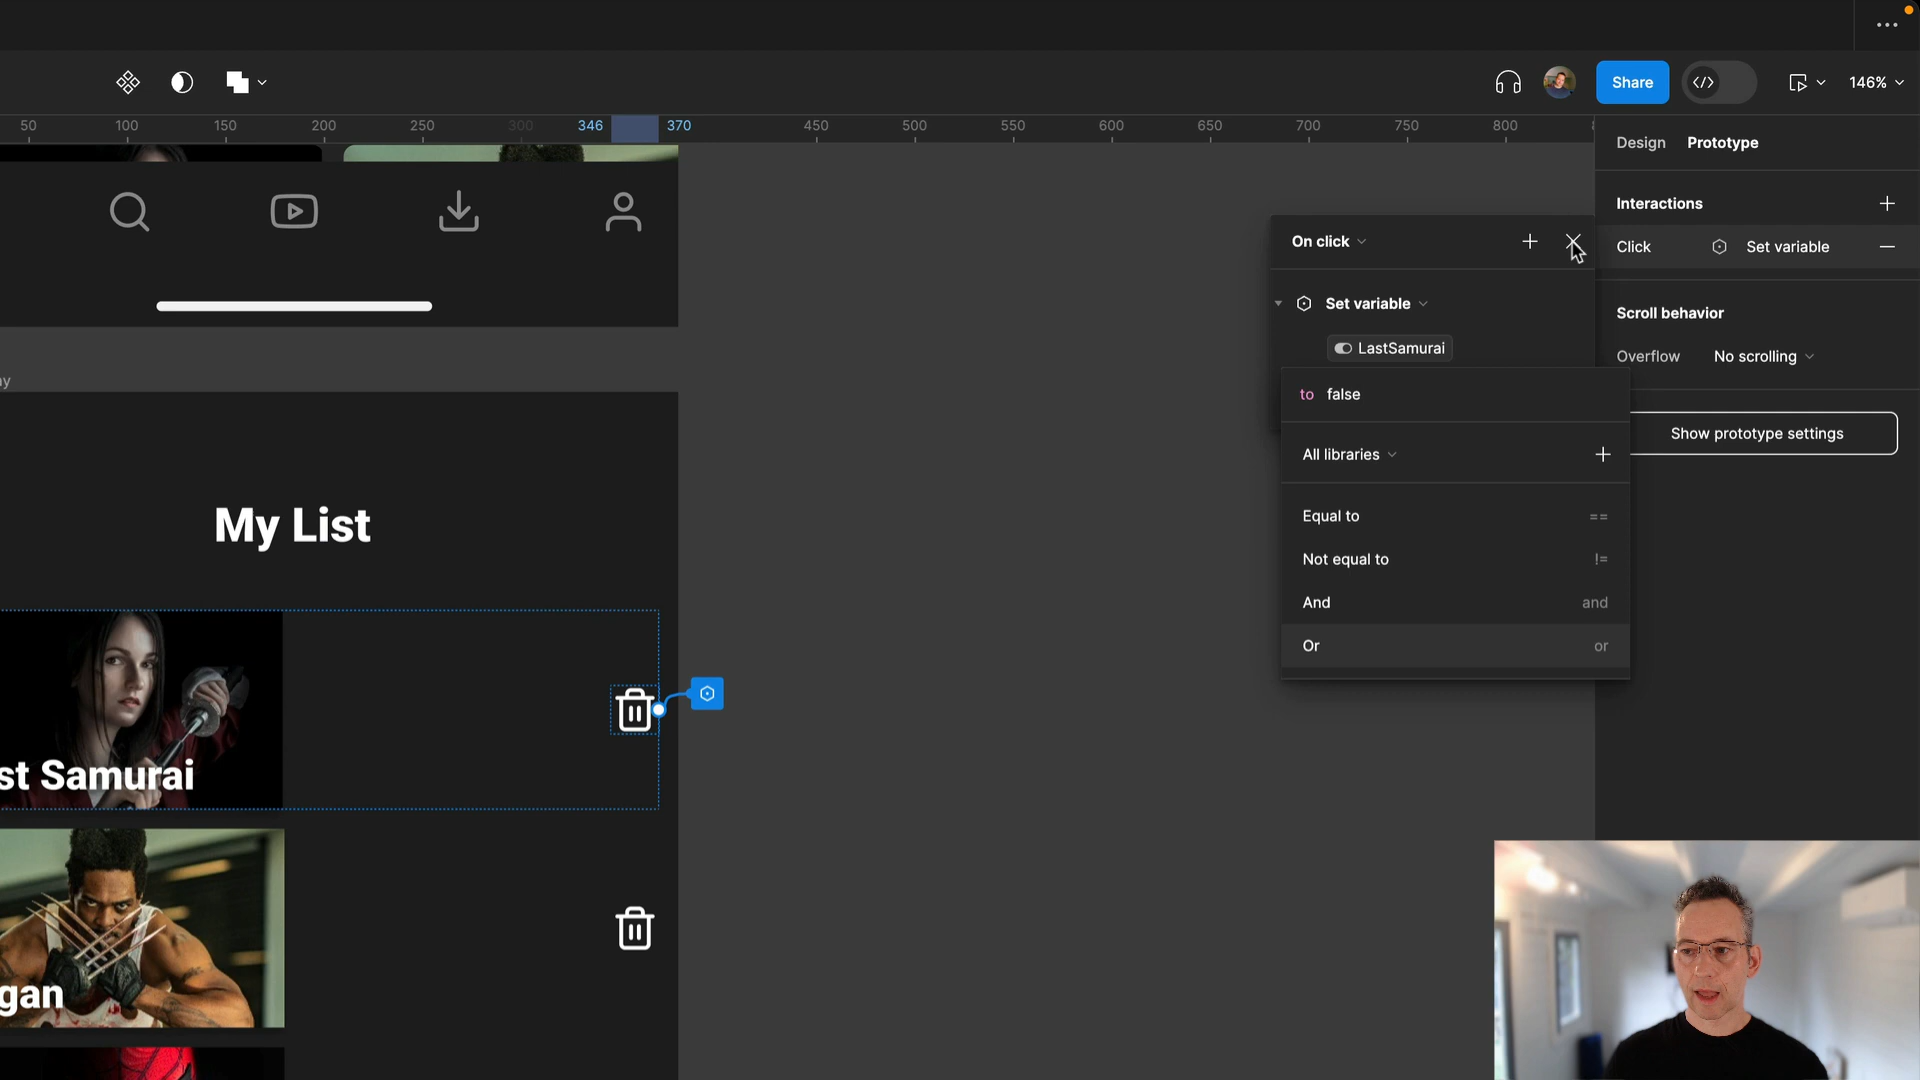 Share
</>
146%
50
100
150
200
250
300
346
370
450
500
550
600
650
700
750
800
Design
Prototype
Interactions
Click
Set variable
On click
Set variable
LastSamurai
to false
All libraries
Equal to
==
Not equal to
!=
And
and
Or
or
Scroll behavior
Overflow
No scrolling
Show prototype settings
ay
My List
st Samurai
gan